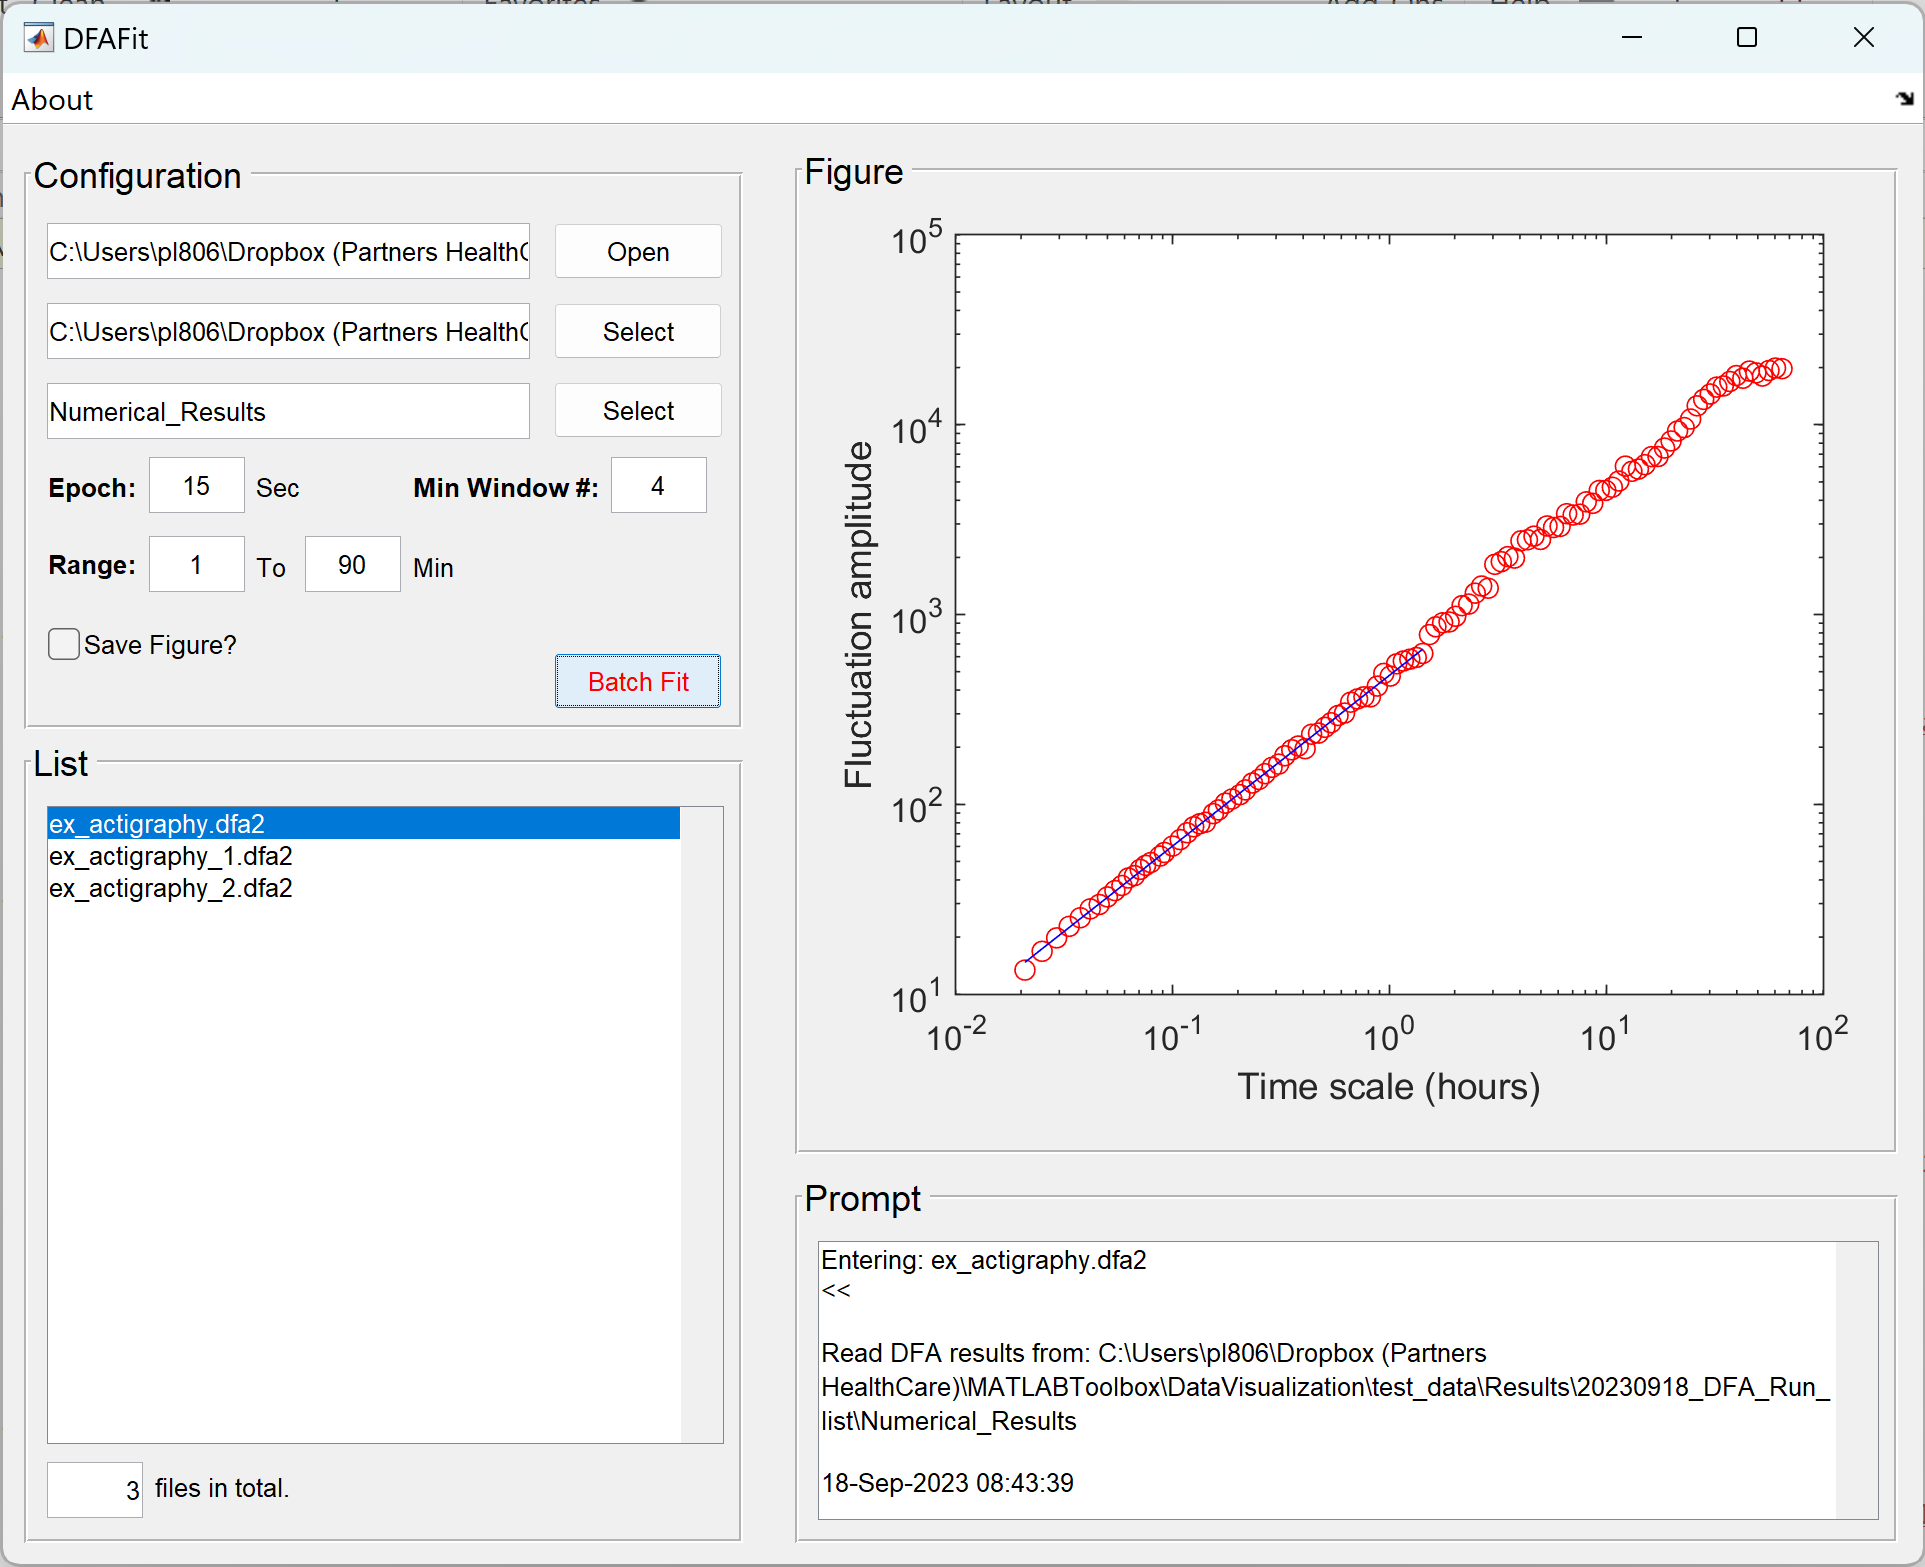 DFAFit
About
Configuration
C:\Users\pl806\Dropbox (Partners Health
Open
C:\Users\pl806\Dropbox (Partners Health
Select
Numerical_Results
Select
Epoch: 15 Sec Min Window #: 4
Range: 1 To 90 Min
Save Figure?
Batch Fit
List
ex_actigraphy.dfa2
ex_actigraphy_1.dfa2
ex_actigraphy_2.dfa2
3 files in total.
Figure
10^5
10^4
10^3
10^2
10^1
Fluctuation amplitude
10^-2 10^-1 10^0 10^1 10^2
Time scale (hours)
Prompt
Entering: ex_actigraphy.dfa2
<<
Read DFA results from: C:\Users\pl806\Dropbox (Partners
HealthCare)\MATLABToolbox\DataVisualization\test_data\Results\20230918_DFA_Run_
list\Numerical_Results
18-Sep-2023 08:43:39